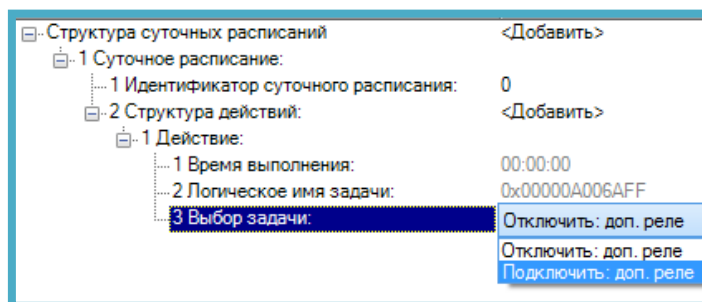 Структура суточных расписаний <Добавить>
1 Суточное расписание:
1 Идентификатор суточного расписания: 0
2 Структура действий: <Добавить>
1 Действие:
1 Время выполнения: 00:00:00
2 Логическое имя задачи: 0x00000A006AFF
3 Выбор задачи: Отключить: доп. реле
Отключить: доп. реле
Подключить: доп. реле